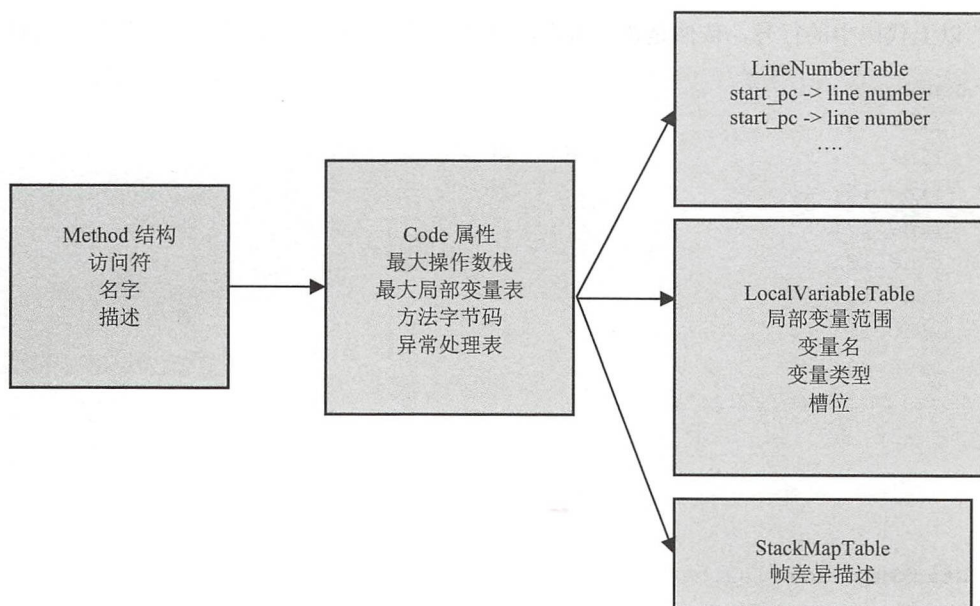 Method 结构
访问符
名字
描述
Code 属性
最大操作数栈
最大局部变量表
方法字节码
异常处理表
LineNumberTable
start_pc -> line number
start_pc -> line number
....
LocalVariableTable
局部变量范围
变量名
变量类型
槽位
StackMapTable
帧差异描述